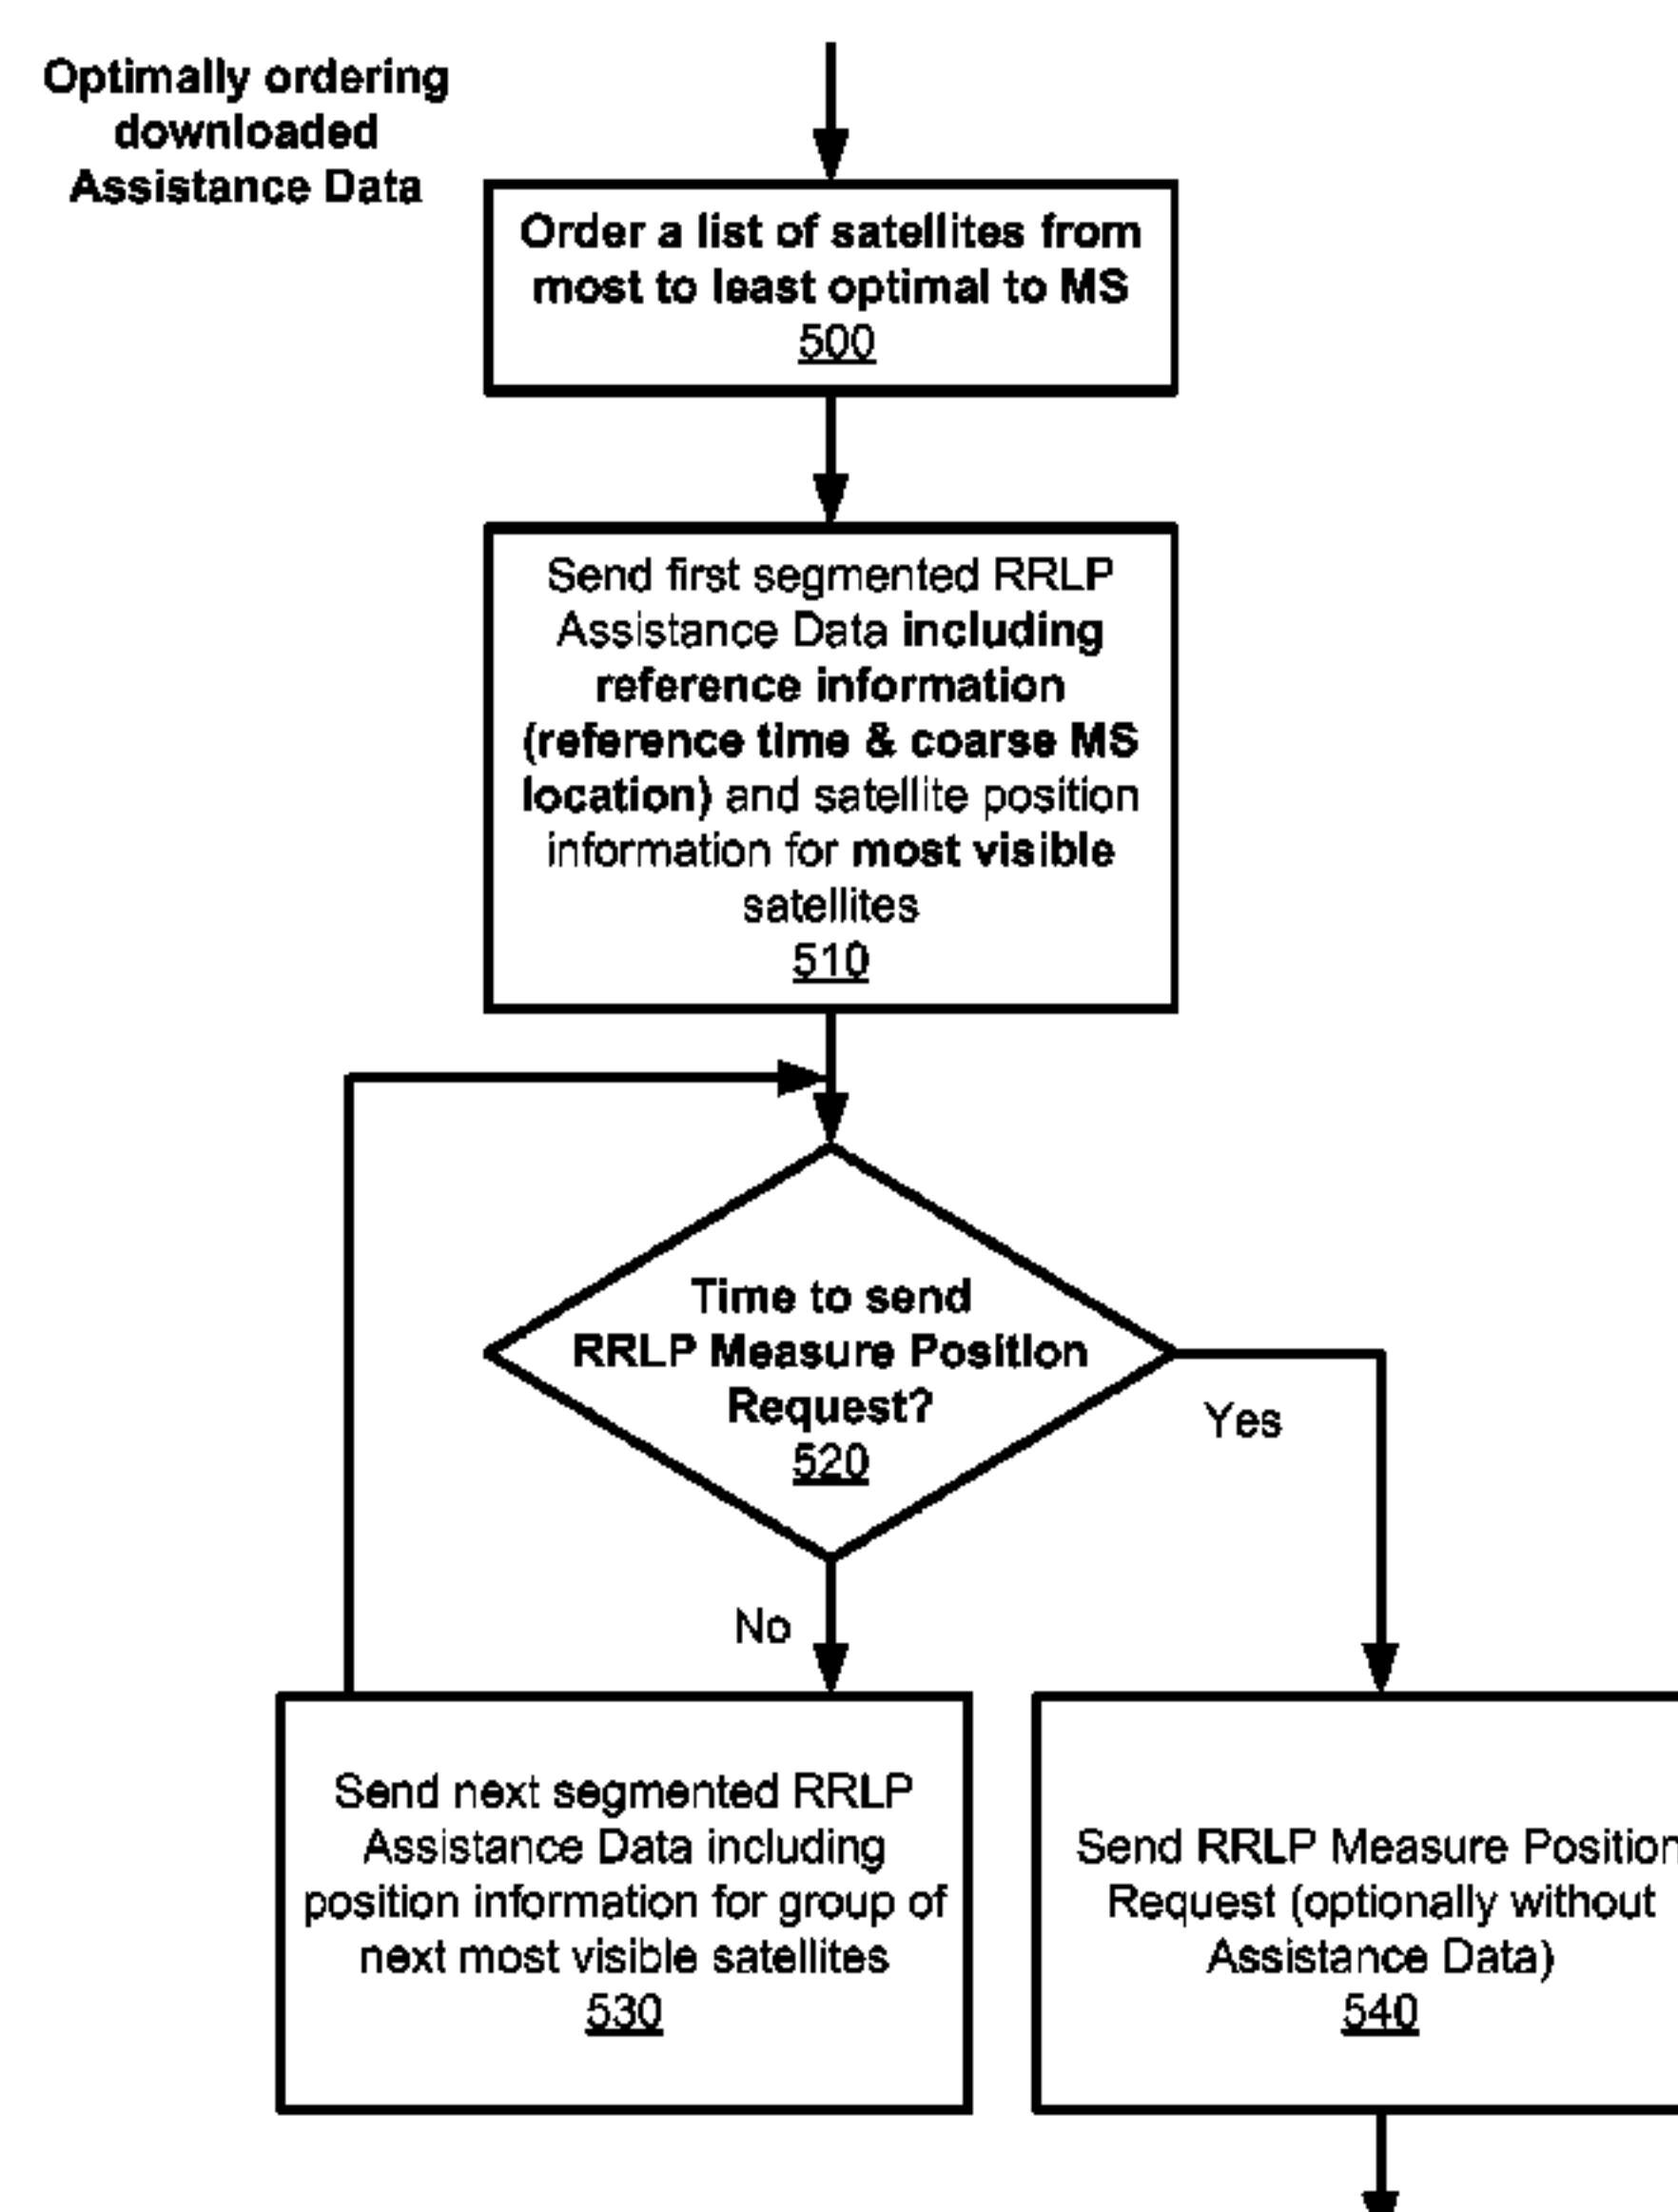 Optimally ordering
downloaded
Assistance Data
Order a list of satellites from
most to least optimal to MS
500
Send first segmented RRLP
Assistance Data including
reference information
(reference time & coarse MS
location) and satellite position
information for most visible
satellites
510
Time to send
RRLP Measure Position
Request?
520
Yes
No
Send next segmented RRLP
Assistance Data including
position information for group of
next most visible satellites
530
Send RRLP Measure Position
Request (optionally without
Assistance Data)
540